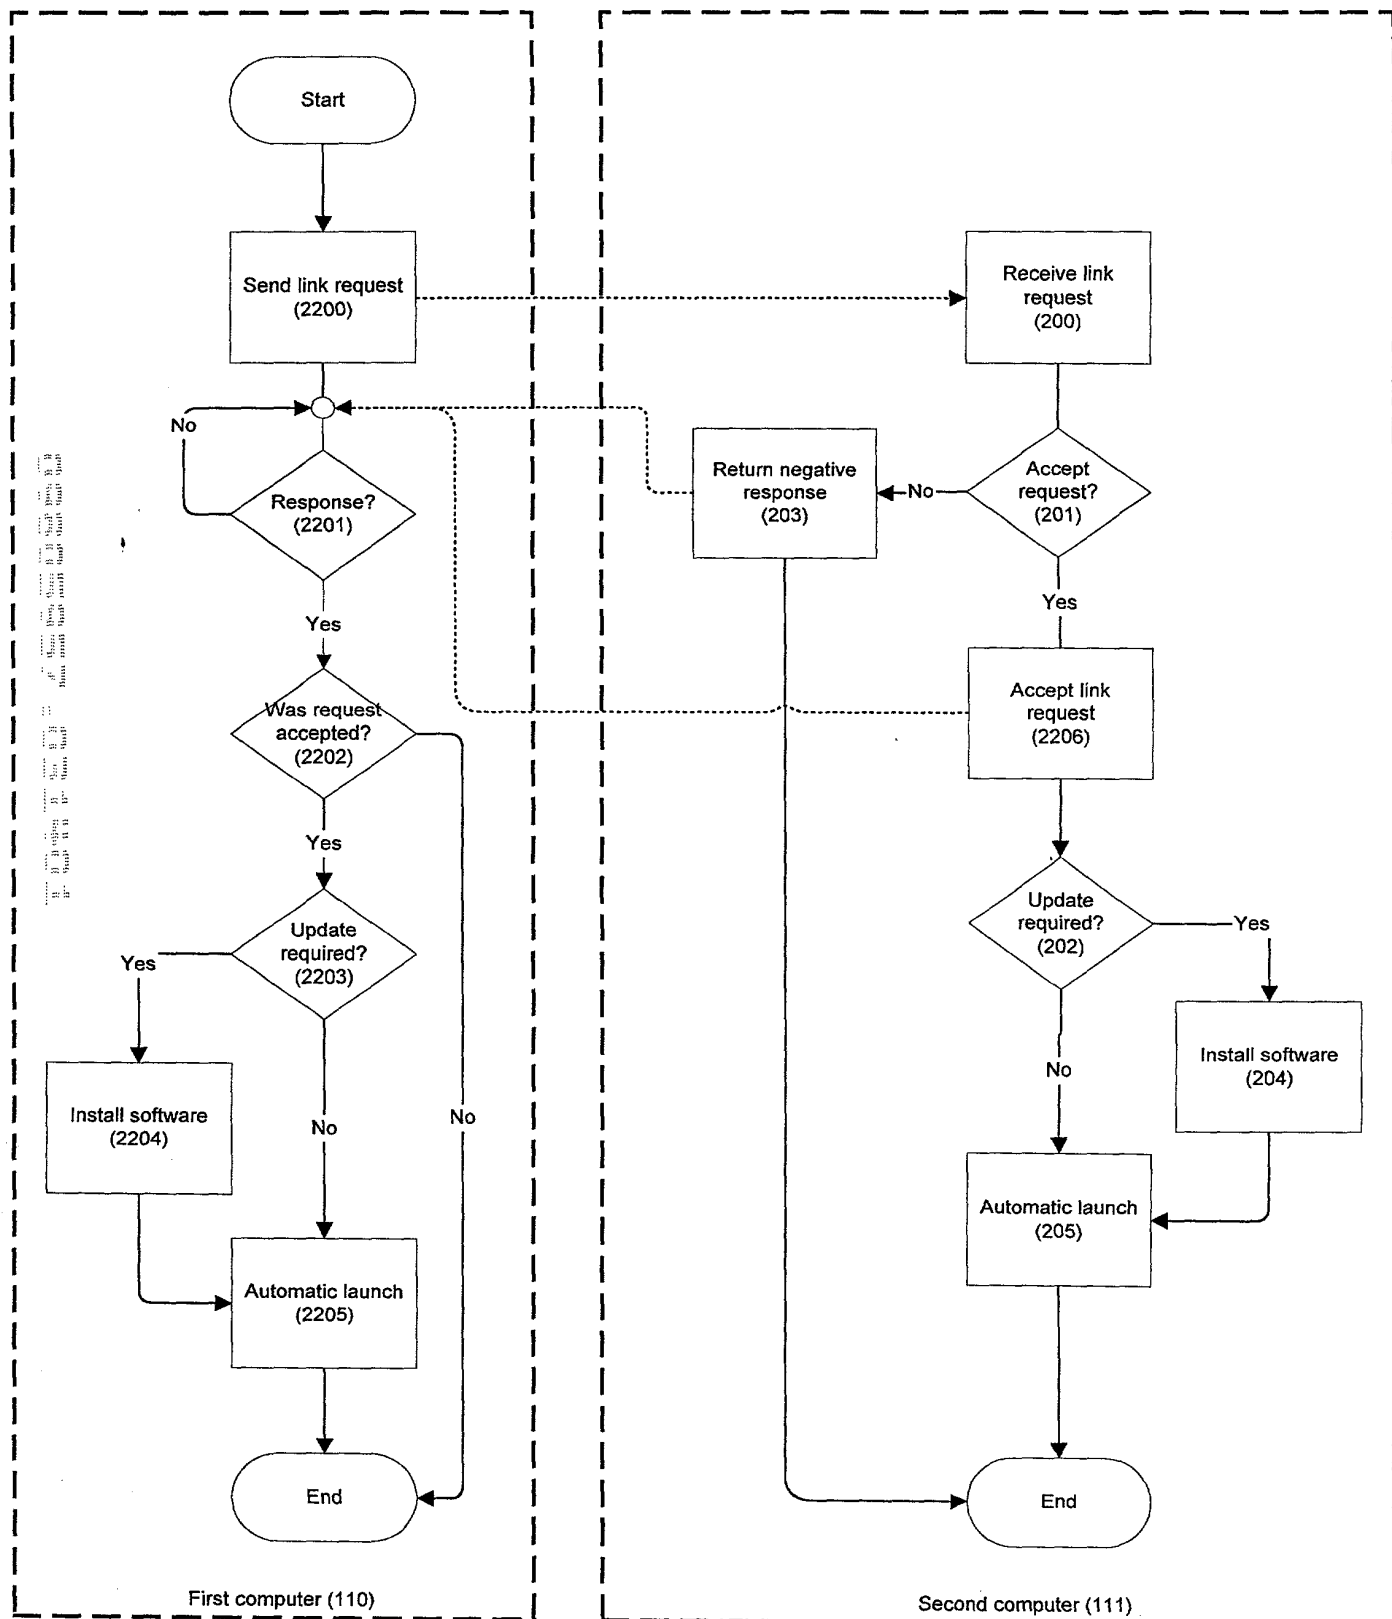 Start
Send link request
(2200)
No
Response?
(2201)
Yes
Was request
accepted?
(2202)
Yes
Update
required?
(2203)
Yes
Install software
(2204)
No
No
Automatic launch
(2205)
End
First computer (110)
Receive link
request
(200)
Accept
request?
(201)
No
Return negative
response
(203)
Yes
Accept link
request
(2206)
Update
required?
(202)
Yes
Install software
(204)
No
Automatic launch
(205)
End
Second computer (111)